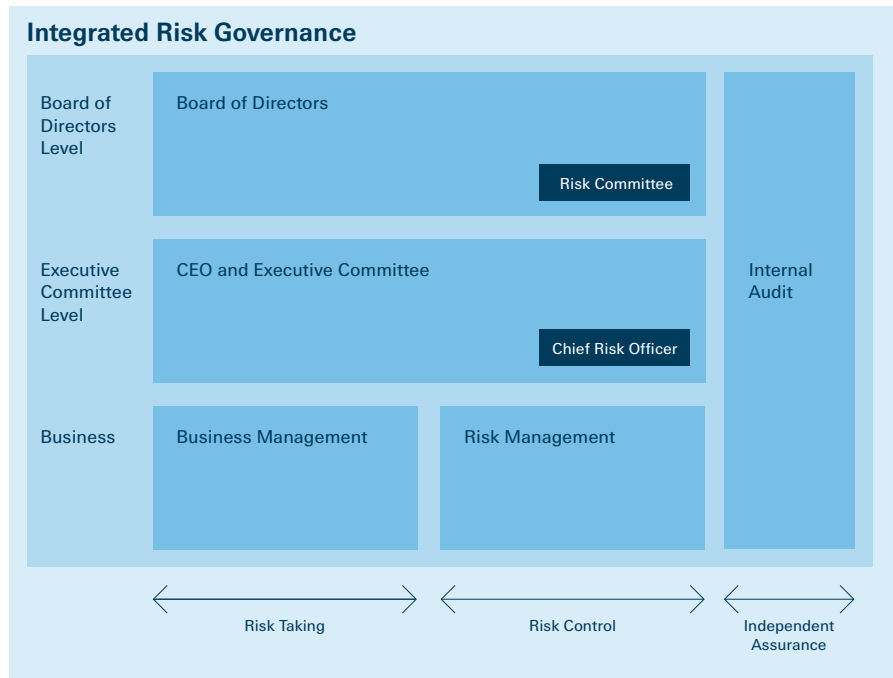 Integrated Risk Governance
Board of
Directors
Level
Board of Directors
Risk Committee
Executive
Committee
Level
CEO and Executive Committee
Chief Risk Officer
Internal
Audit
Business
Business Management
Risk Management
Risk Taking
Risk Control
Independent
Assurance